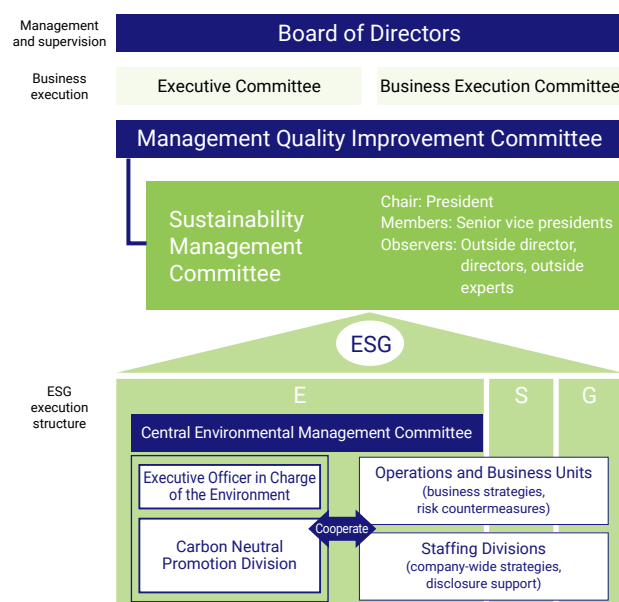 Management
and supervision
Board of Directors
Business
execution
Executive Committee
Business Execution Committee
Management Quality Improvement Committee
Sustainability
Management
Committee
Chair: President
Members: Senior vice presidents
Observers: Outside director,
directors, outside
experts
ESG
ESG
execution
structure
E
S
G
Central Environmental Management Committee
Executive Officer in Charge
of the Environment
Carbon Neutral
Promotion Division
Cooperate
Operations and Business Units
(business strategies,
risk countermeasures)
Staffing Divisions
(company-wide strategies,
disclosure support)